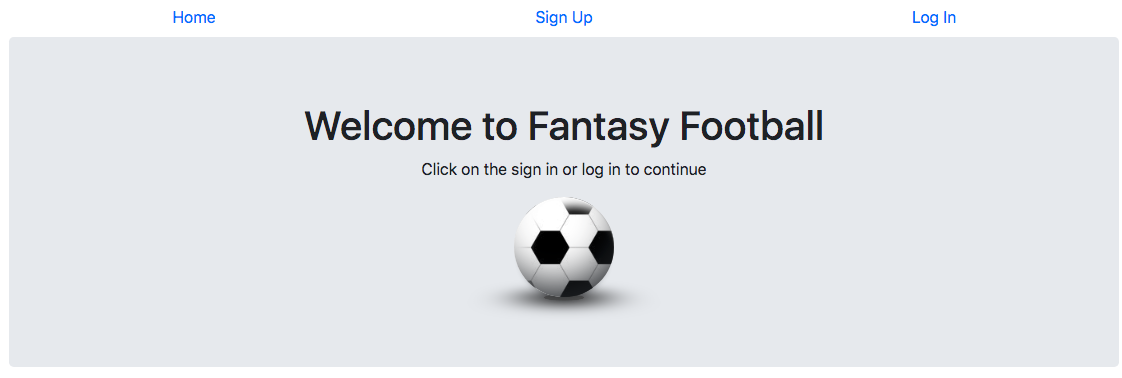 Home Sign Up Log In
Welcome to Fantasy Football
Click on the sign in or log in to continue